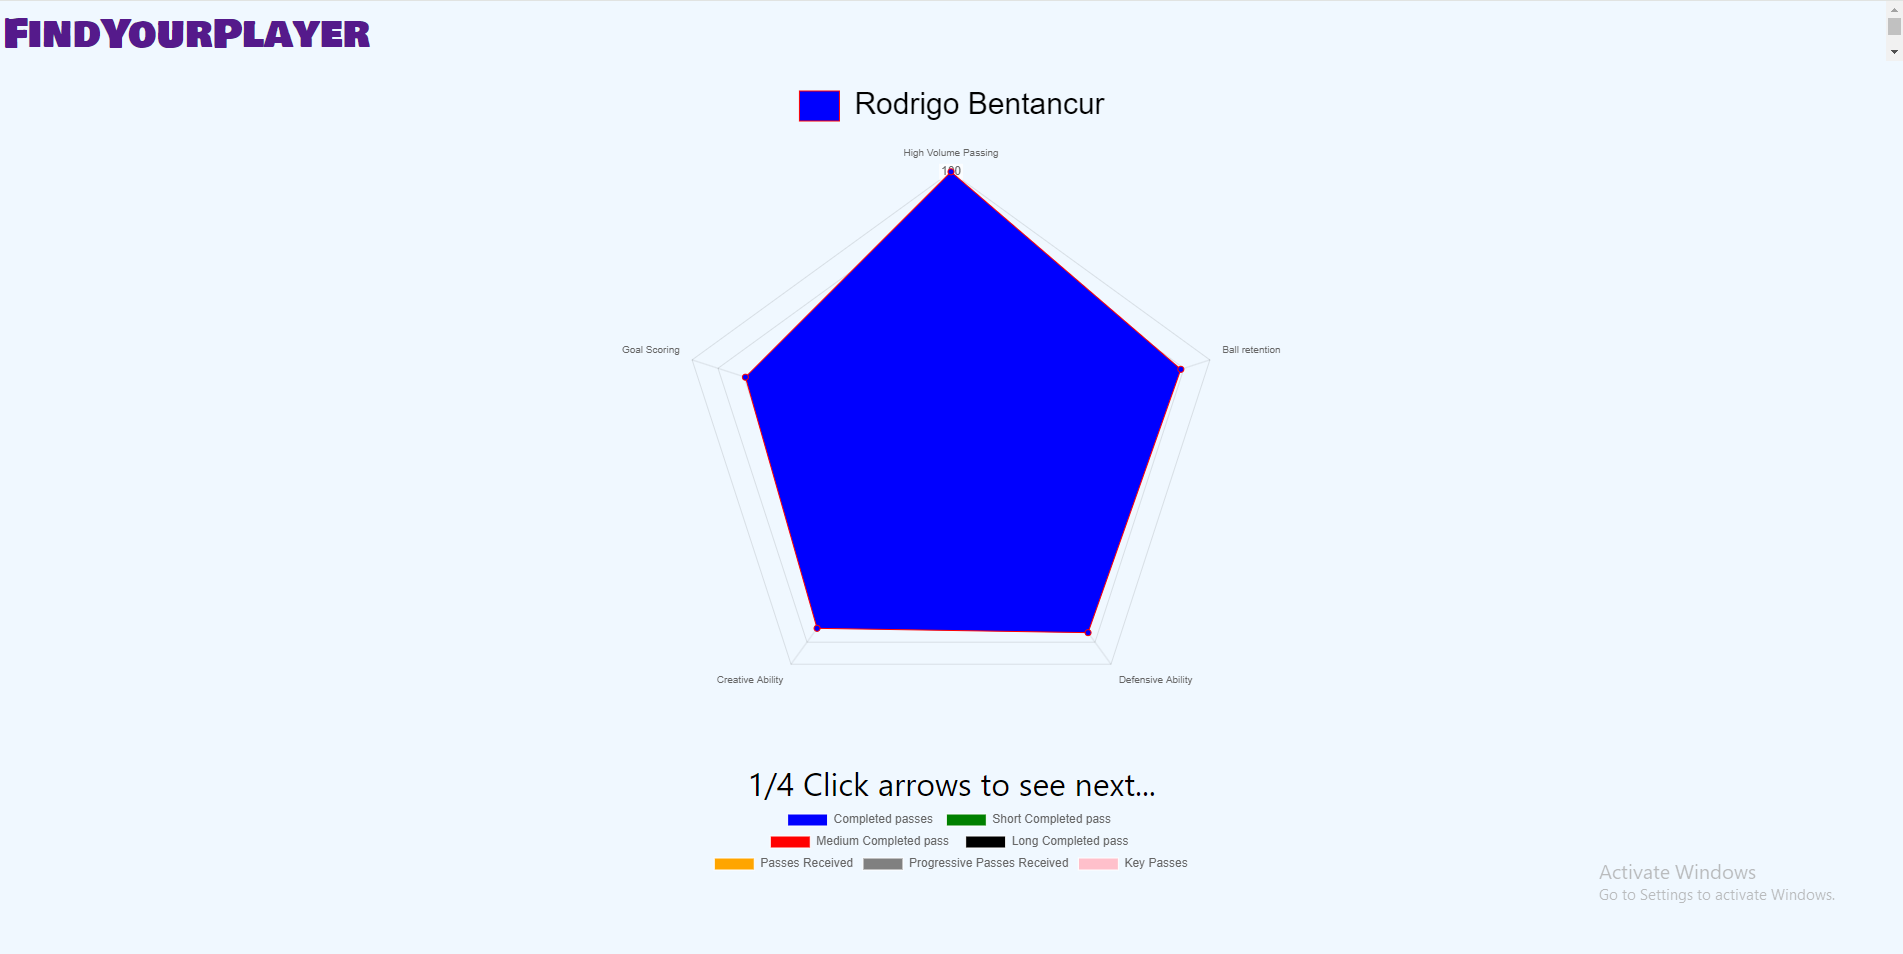 FindYourPlayer
Rodrigo Bentancur
High Volume Passing
100
Goal Scoring
Ball retention
Creative Ability
Defensive Ability
1/4 Click arrows to see next...
Completed passes
Short Completed pass
Medium Completed pass
Long Completed pass
Passes Received
Progressive Passes Received
Key Passes
Activate Windows
Go to Settings to activate Windows.